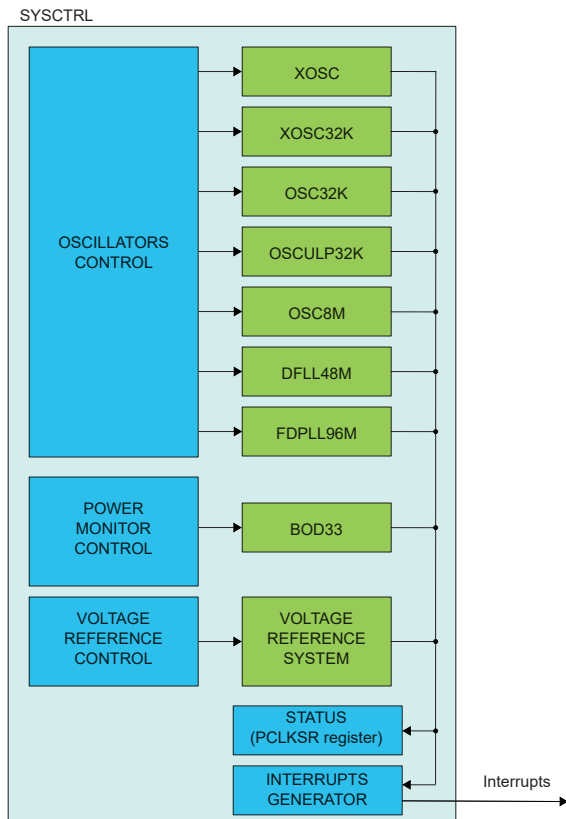 SYSCTRL
OSCILLATORS
CONTROL
XOSC
XOSC32K
OSC32K
OSCULP32K
OSC8M
DFLL48M
FDPLL96M
POWER
MONITOR
CONTROL
BOD33
VOLTAGE
REFERENCE
CONTROL
VOLTAGE
REFERENCE
SYSTEM
STATUS
(PCLKSR register)
INTERRUPTS
GENERATOR
Interrupts